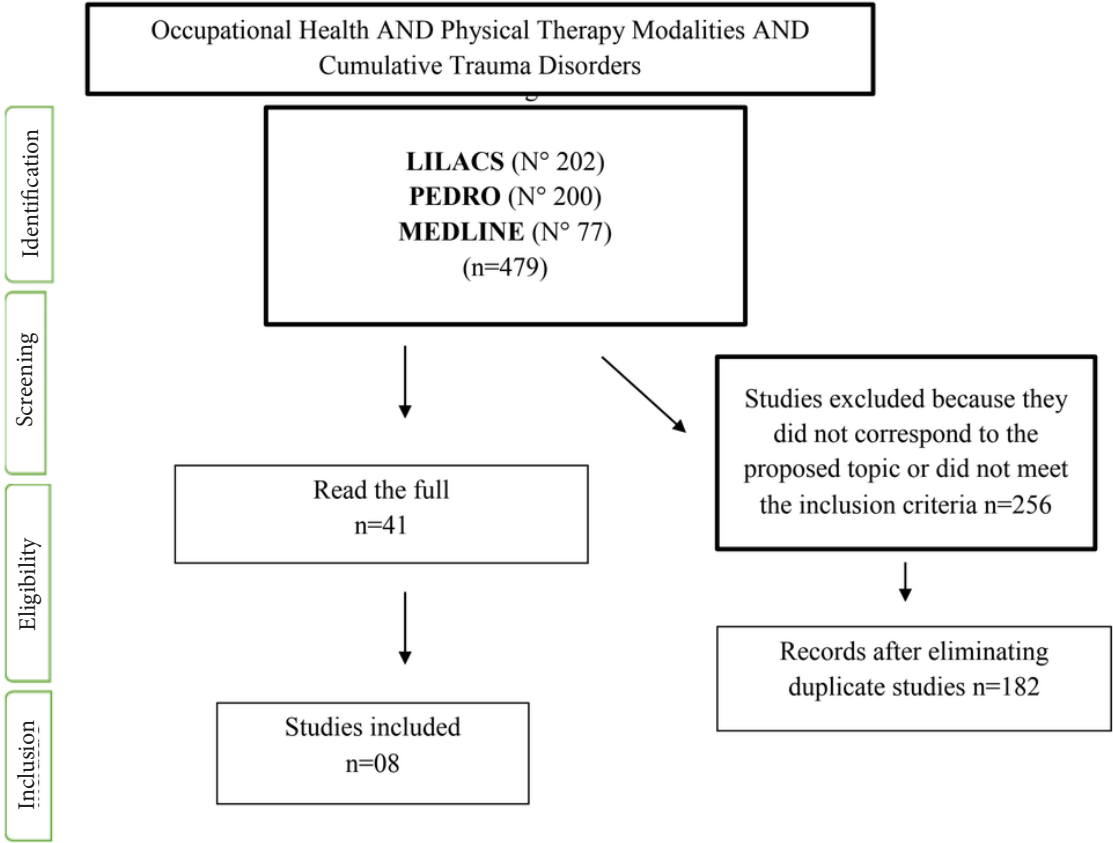 Occupational Health AND Physical Therapy Modalities AND
Cumulative Trauma Disorders
Identification
LILACS (N° 202)
PEDRO (N° 200)
MEDLINE (N° 77)
(n=479)
Screening
Studies excluded because they
did not correspond to the
proposed topic or did not meet
the inclusion criteria n=256
Read the full
n=41
Eligibility
Records after eliminating
duplicate studies n=182
Inclusion
Studies included
n=08